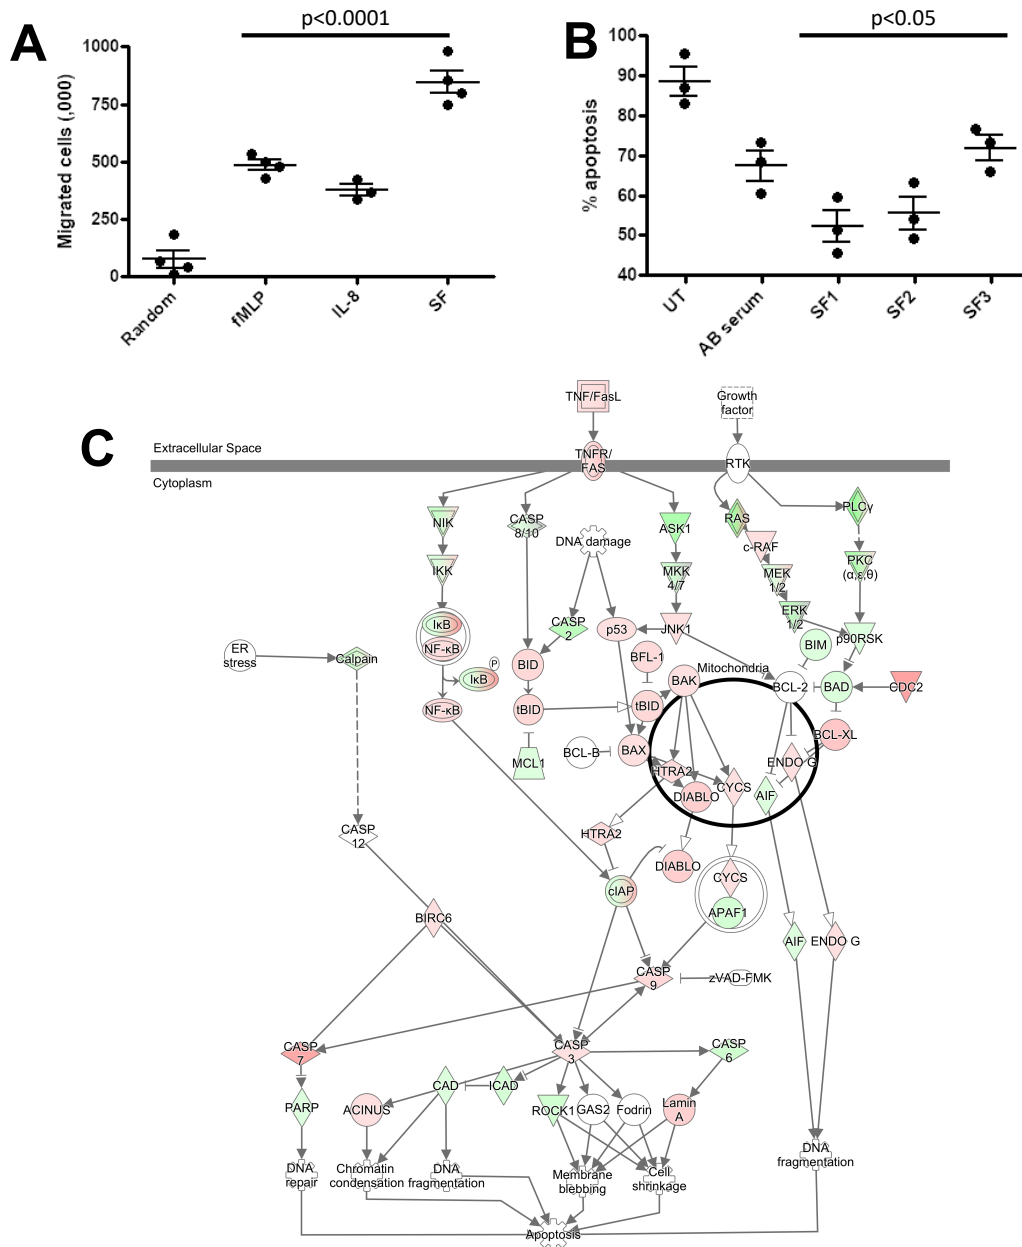 A
p<0.0001
Migrated cells (,000)
1000
750
500
250
0
Random
fMLP
IL-8
SF
B
p<0.05
% apoptosis
100
90
80
70
60
50
40
UT
AB serum
SF1
SF2
SF3
C
TNF/FasL
Growth
factor
Extracellular Space
TNFR/
FAS
RTK
Cytoplasm
NIK
CASP
8/10
DNA damage
ASK1
RAS
PLCγ
c-RAF
IKK
MKK
4/7
MEK
1/2
PKC
(α,ε,θ)
ERK
1/2
IκB
NF-κB
CASP
2
p53
JNK1
p90RSK
BIM
ER
stress
Calpain
P
IκB
BID
BFL-1
BAK
Mitochondria
BCL-2
BAD
CDC2
NF-κB
tBID
tBID
BCL-XL
MCL1
BCL-B
BAX
HTRA2
DIABLO
CYCS
ENDO G
AIF
CASP
12
HTRA2
DIABLO
cIAP
CYCS
APAF1
BIRC6
AIF
ENDO G
CASP
9
zVAD-FMK
CASP
7
CASP
3
CASP
6
PARP
ACINUS
CAD
ICAD
ROCK1
GAS2
Fodrin
Lamin
A
DNA
repair
Chromatin
condensation
DNA
fragmentation
Membrane
blebbing
Cell
shrinkage
DNA
fragmentation
Apoptosis